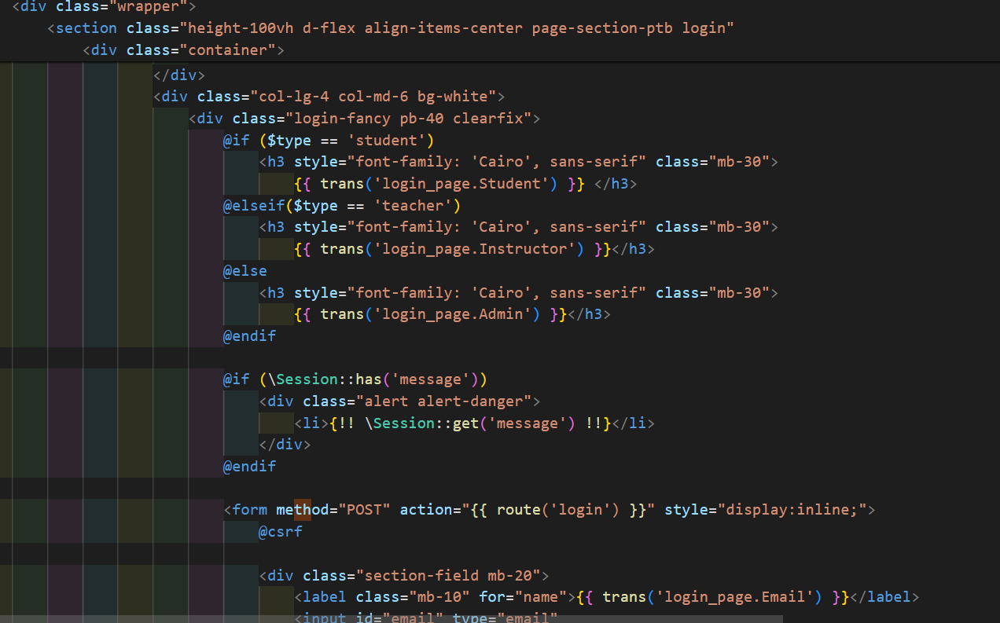 <div class="wrapper">
<section class="height-100vh d-flex align-items-center page-section-ptb login"
<div class="container">
</div>
<div class="col-lg-4 col-md-6 bg-white">
<div class="login-fancy pb-40 clearfix">
@if ($type == 'student')
<h3 style="font-family: 'Cairo', sans-serif" class="mb-30">
{{ trans('login_page.Student') }} </h3>
@elseif($type == 'teacher')
<h3 style="font-family: 'Cairo', sans-serif" class="mb-30">
{{ trans('login_page.Instructor') }}</h3>
@else
<h3 style="font-family: 'Cairo', sans-serif" class="mb-30">
{{ trans('login_page.Admin') }}</h3>
@endif
@if (\Session::has('message'))
<div class="alert alert-danger">
<li>{!! \Session::get('message') !!}</li>
</div>
@endif
<form method="POST" action="{{ route('login') }}" style="display:inline;">
@csrf
<div class="section-field mb-20">
<label class="mb-10" for="name">{{ trans('login_page.Email') }}</label>
<input id="email" type="email"